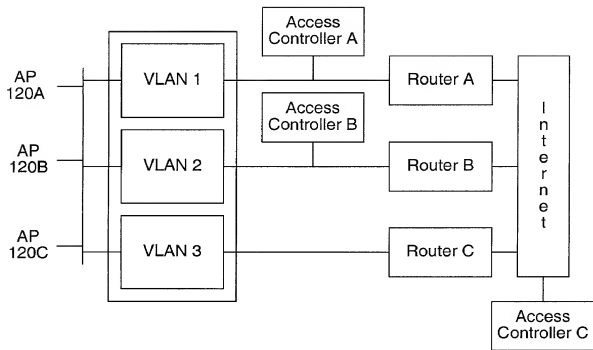 Access
Controller A
AP
120A
VLAN 1
Router A
Access
Controller B
AP
120B
VLAN 2
Router B
Internet
AP
120C
VLAN 3
Router C
Access
Controller C